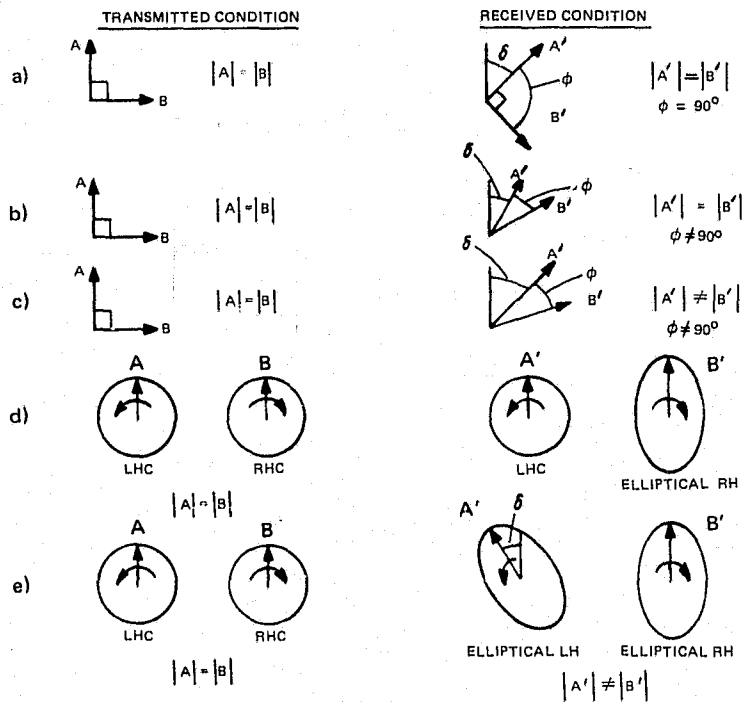 TRANSMITTED CONDITION RECEIVED CONDITION
a) A B |A| = |B| δ A' ϕ B' |A'| = |B'|
ϕ = 90°
b) A B |A| = |B| δ A' ϕ B' |A'| = |B'|
ϕ ≠ 90°
c) A B |A| = |B| δ A' ϕ B' |A'| ≠ |B'|
ϕ ≠ 90°
d) A B A' B'
LHC RHC LHC ELLIPTICAL RH
|A| = |B|
e) A B A' δ B'
LHC RHC ELLIPTICAL LH ELLIPTICAL RH
|A| = |B| |A'| ≠ |B'|